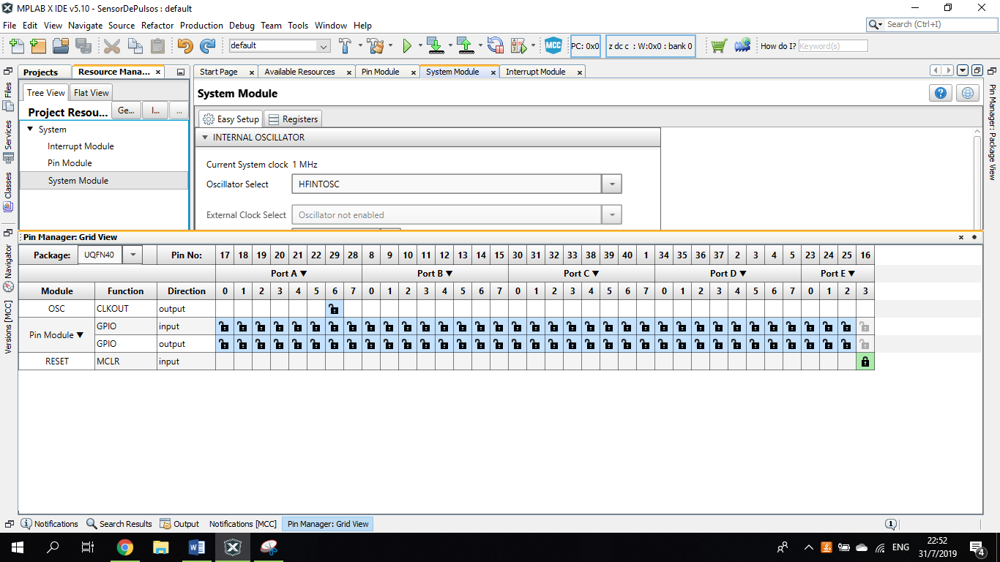 MPLAB X IDE v5.10 - SensorDePulsos : default
File Edit View Navigate Source Refactor Production Debug Team Tools Window Help
Search (Ctrl+I)
default
MCC
PC: 0x0
z dc c : W:0x0 : bank 0
How do I? Keyword(s)
Projects
Resource Mana...
Start Page
Available Resources
Pin Module
System Module
Interrupt Module
Files
Services
Classes
Navigator
Versions [MCC]
Pin Manager: Package View
Tree View
Flat View
Project Resou...
Ge...
I...
...
System
Interrupt Module
Pin Module
System Module
System Module
Easy Setup
Registers
INTERNAL OSCILLATOR
Current System clock 1 MHz
Oscillator Select HFINTOSC
External Clock Select Oscillator not enabled
Pin Manager: Grid View
Package: UQFN40 Pin No: 17 18 19 20 21 22 29 28 8 9 10 11 12 13 14 15 30 31 32 33 38 39 40 1 34 35 36 37 2 3 4 5 23 24 25 16
Port A ▼ Port B ▼ Port C ▼ Port D ▼ Port E ▼
Module Function Direction 0 1 2 3 4 5 6 7 0 1 2 3 4 5 6 7 0 1 2 3 4 5 6 7 0 1 2 3 4 5 6 7 0 1 2 3
OSC CLKOUT output
Pin Module ▼ GPIO input
GPIO output
RESET MCLR input
Notifications
Search Results
Output
Notifications [MCC]
Pin Manager: Grid View
1
ENG
22:52
31/7/2019
4